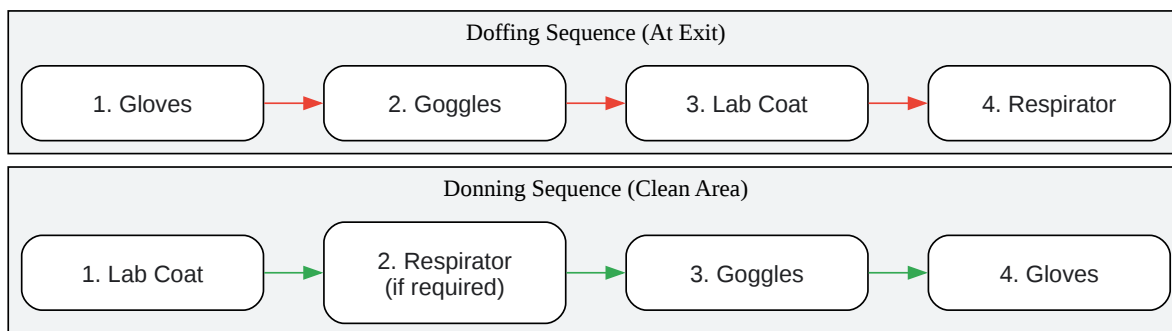 Doffing Sequence (At Exit)
1. Gloves
2. Goggles
3. Lab Coat
4. Respirator
Donning Sequence (Clean Area)
1. Lab Coat
2. Respirator
(if required)
3. Goggles
4. Gloves